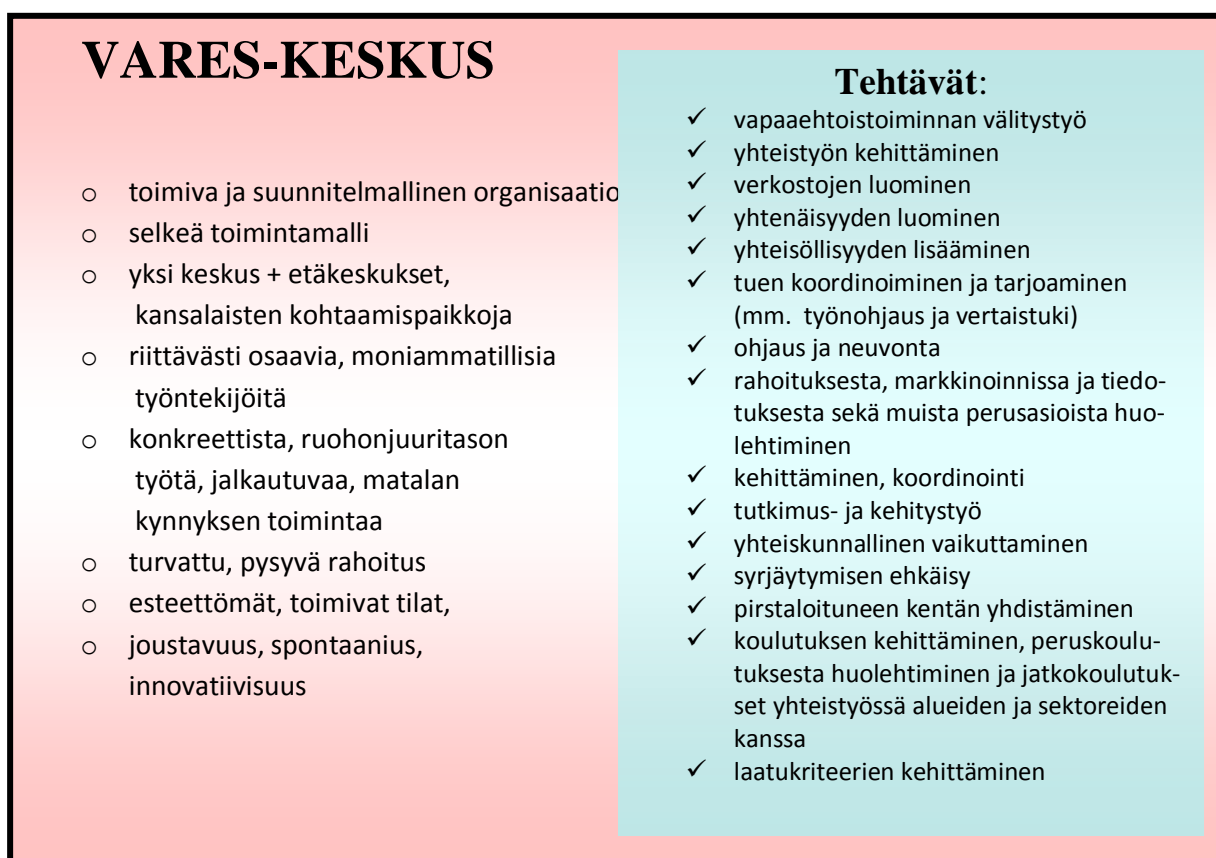 VARES-KESKUS
o toimiva ja suunnitelmallinen organisaatio
o selkeä toimintamalli
o yksi keskus + etäkeskukset,
kansalaisten kohtaamispaikkoja
o riittävästi osaavia, moniammatillisia
työntekijöitä
o konkreettista, ruohonjuuritason
työtä, jalkautuvaa, matalan
kynnyksen toimintaa
o turvattu, pysyvä rahoitus
o esteettömät, toimivat tilat,
o joustavuus, spontaanius,
innovatiivisuus
Tehtävät:
✓ vapaaehtoistoiminnan välitystyö
✓ yhteistyön kehittäminen
✓ verkostojen luominen
✓ yhtenäisyyden luominen
✓ yhteisöllisyyden lisääminen
✓ tuen koordinoiminen ja tarjoaminen
(mm. työnohjaus ja vertaistuki)
✓ ohjaus ja neuvonta
✓ rahoituksesta, markkinoinnissa ja tiedo-
tuksesta sekä muista perusasioista huo-
lehtiminen
✓ kehittäminen, koordinointi
✓ tutkimus- ja kehitystyö
✓ yhteiskunnallinen vaikuttaminen
✓ syrjäytymisen ehkäisy
✓ pirstaloituneen kentän yhdistäminen
✓ koulutuksen kehittäminen, peruskoulu-
tuksesta huolehtiminen ja jatkokoulutuk-
set yhteistyössä alueiden ja sektoreiden
kanssa
✓ laatukriteerien kehittäminen